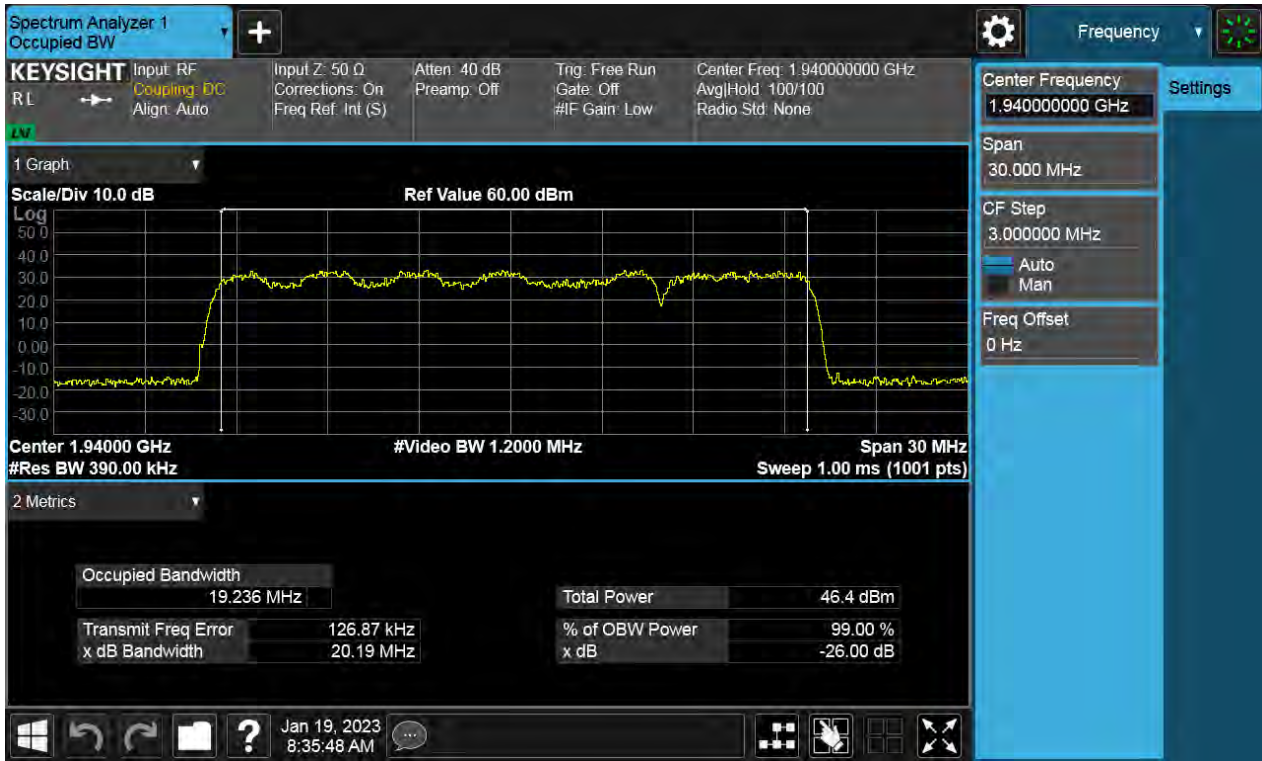 Spectrum Analyzer 1
Occupied BW
+
Frequency
KEYSIGHT
RL
LXI
Input: RF
Coupling: DC
Align: Auto
Input Z: 50 Ω
Corrections: On
Freq Ref: Int (S)
Atten: 40 dB
Preamp: Off
Trig: Free Run
Gate: Off
#IF Gain: Low
Center Freq: 1.940000000 GHz
Avg|Hold: 100/100
Radio Std: None
1 Graph
Scale/Div 10.0 dB
Ref Value 60.00 dBm
Log
50.0
40.0
30.0
20.0
10.0
0.00
-10.0
-20.0
-30.0
Center 1.94000 GHz
#Video BW 1.2000 MHz
Span 30 MHz
#Res BW 390.00 kHz
Sweep 1.00 ms (1001 pts)
2 Metrics
Occupied Bandwidth
19.236 MHz
Total Power 46.4 dBm
Transmit Freq Error 126.87 kHz
% of OBW Power 99.00 %
x dB Bandwidth 20.19 MHz
x dB -26.00 dB
?
Jan 19, 2023
8:35:48 AM
Center Frequency
1.940000000 GHz
Settings
Span
30.000 MHz
CF Step
3.000000 MHz
Auto
Man
Freq Offset
0 Hz